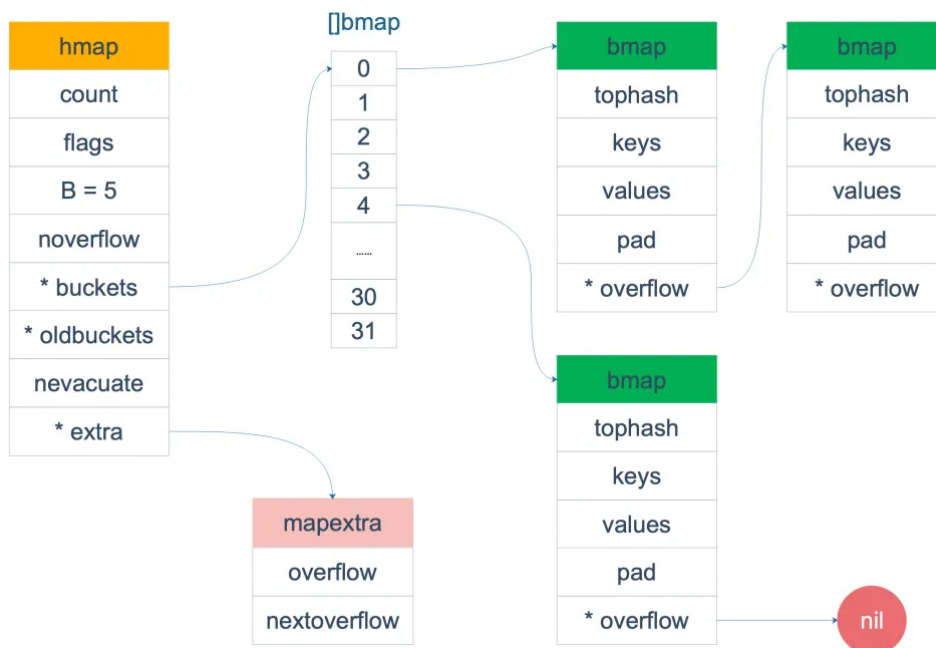 hmap
count
flags
B = 5
noverflow
* buckets
* oldbuckets
nevacuate
* extra
[]bmap
0
1
2
3
4
......
30
31
bmap
tophash
keys
values
pad
* overflow
bmap
tophash
keys
values
pad
* overflow
bmap
tophash
keys
values
pad
* overflow
nil
mapextra
overflow
nextoverflow